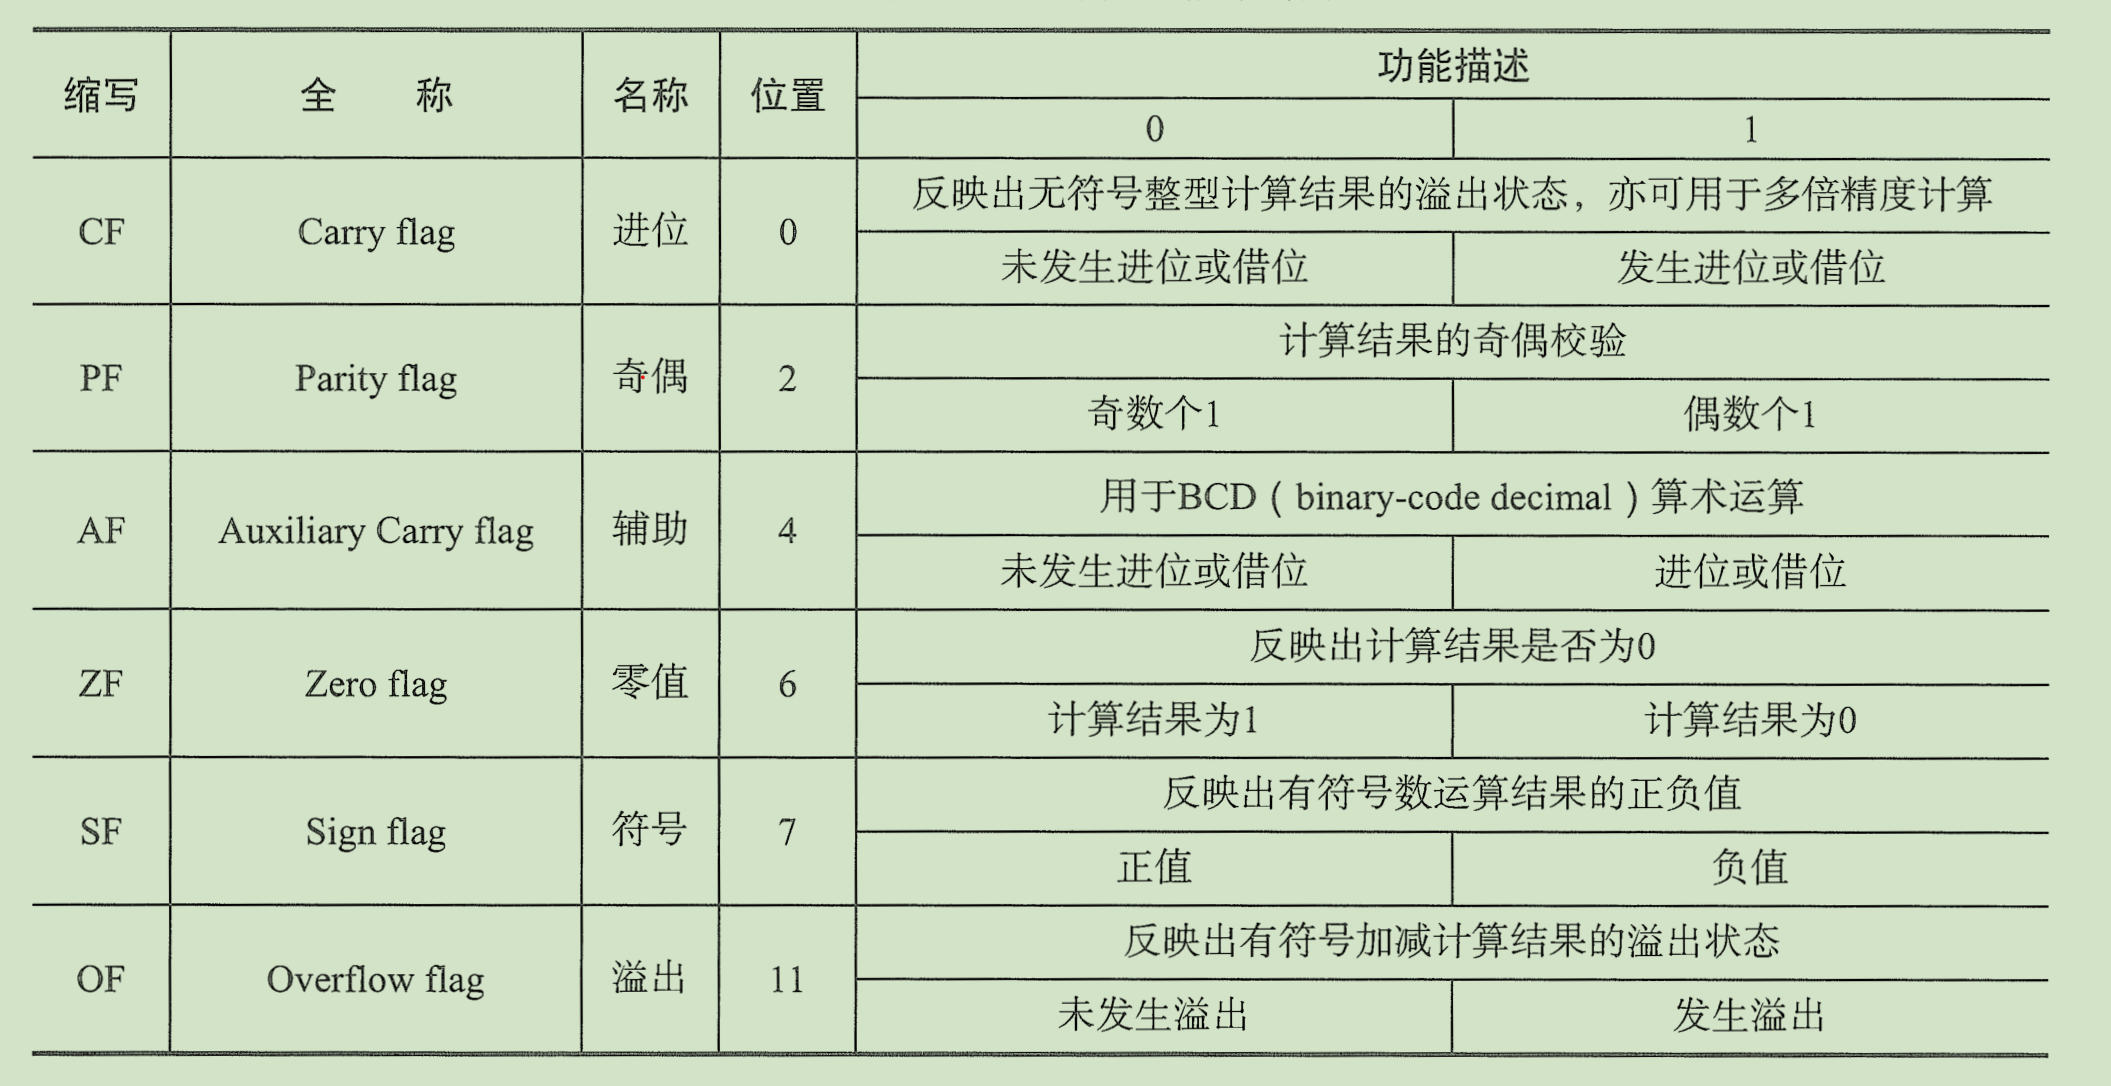 缩写 全 称 名称 位置 功能描述
0 1
CF Carry flag 进位 0 反映出无符号整型计算结果的溢出状态，亦可用于多倍精度计算
未发生进位或借位 发生进位或借位
PF Parity flag 奇偶 2 计算结果的奇偶校验
奇数个1 偶数个1
AF Auxiliary Carry flag 辅助 4 用于BCD（binary-code decimal）算术运算
未发生进位或借位 进位或借位
ZF Zero flag 零值 6 反映出计算结果是否为0
计算结果为1 计算结果为0
SF Sign flag 符号 7 反映出有符号数运算结果的正负值
正值 负值
OF Overflow flag 溢出 11 反映出有符号加减计算结果的溢出状态
未发生溢出 发生溢出